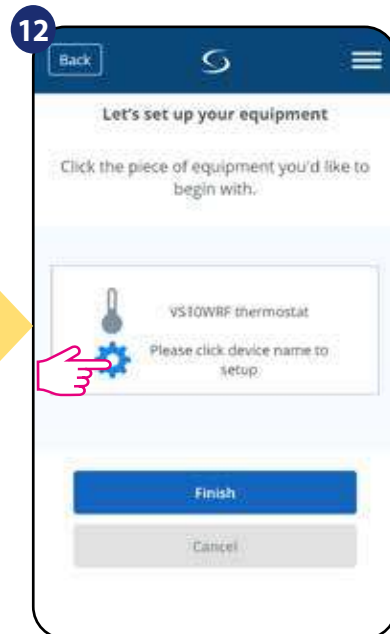 12
Back
Let's set up your equipment
Click the piece of equipment you'd like to
begin with.
VS10WRF thermostat
Please click device name to
setup
Finish
Cancel